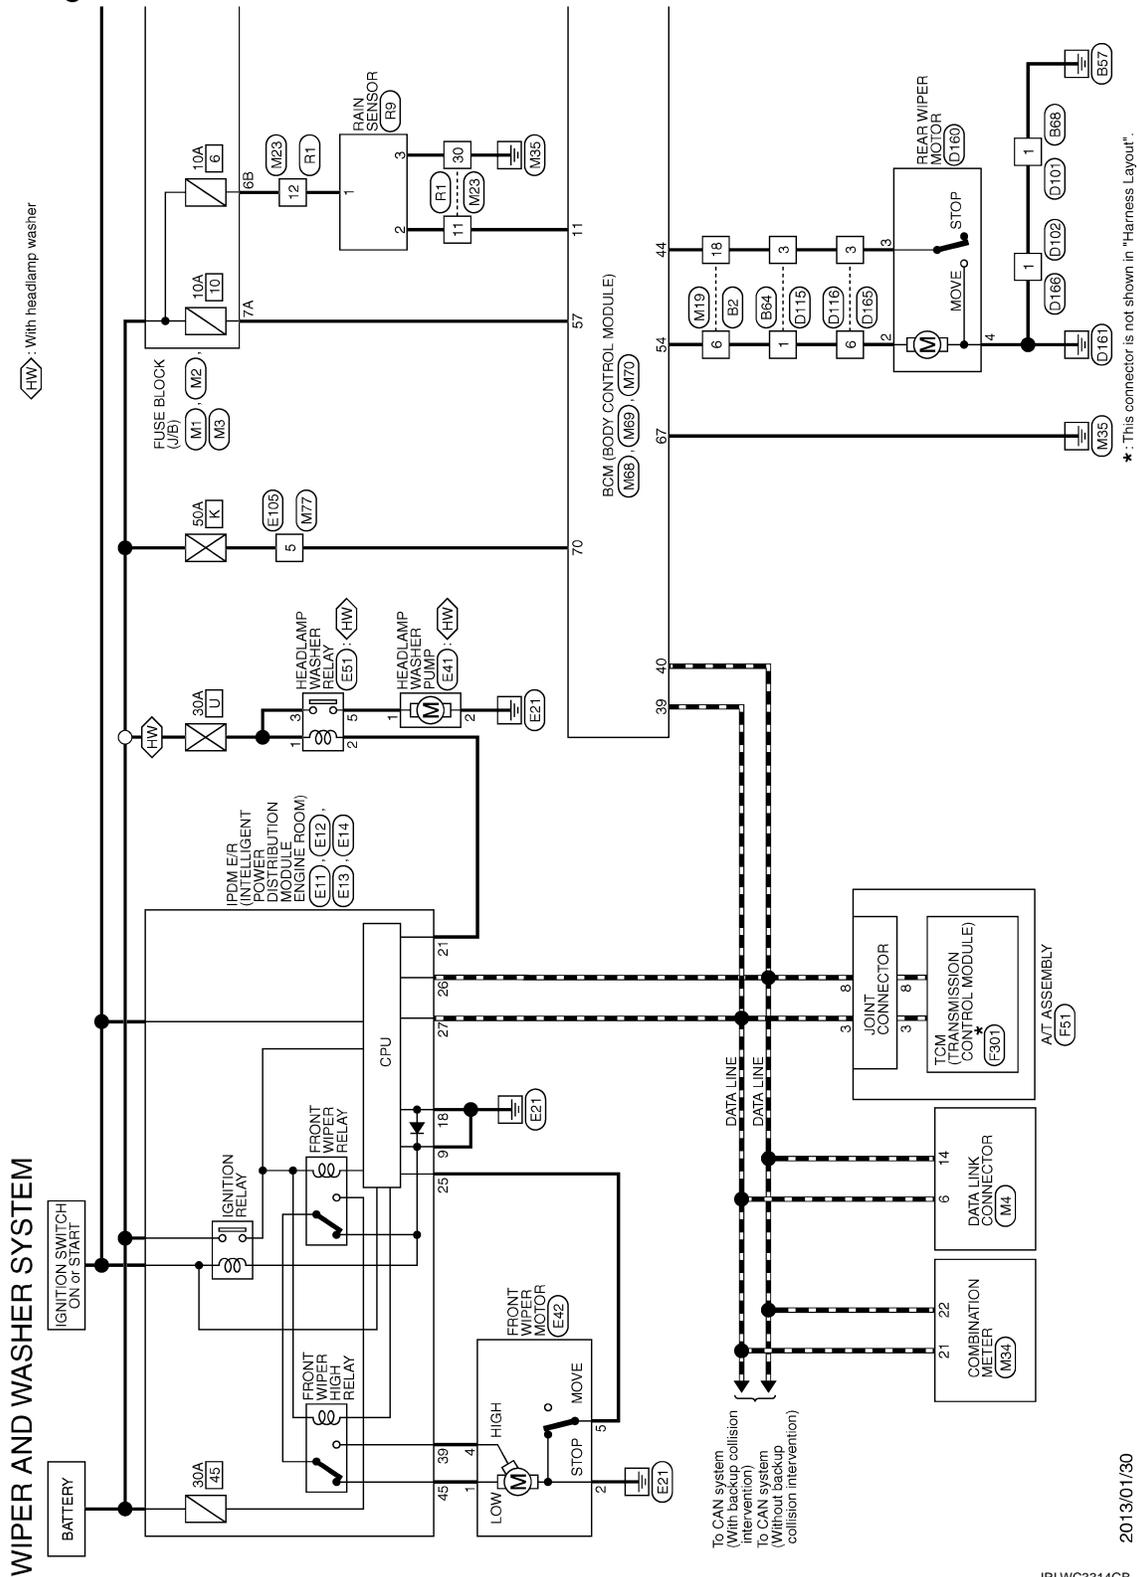 WIPER AND WASHER SYSTEM
HW : With headlamp washer
BATTERY
IGNITION SWITCH
ON or START
30A
45
IGNITION
RELAY
FRONT
WIPER
HIGH
RELAY
FRONT
WIPER
RELAY
CPU
IPDM E/R
(INTELLIGENT
POWER
DISTRIBUTION
MODULE
ENGINE ROOM)
E11 , E12 ,
E13 , E14
45
39
25
9
18
27
26
21
E21
FRONT
WIPER
MOTOR
E42
LOW
HIGH
M
STOP
MOVE
1
4
2
5
E21
HW
30A
U
1
3
2
5
HEADLAMP
WASHER
RELAY
E51 : HW
HEADLAMP
WASHER
PUMP
E41 : HW
1
M
2
E21
50A
K
5
E105
M77
FUSE BLOCK
(J/B)
M1 , M2 ,
M3
10A
10
7A
10A
6
6B
12
M23
R1
RAIN
SENSOR
R9
1
2
3
11
30
R1
M23
M35
BCM (BODY CONTROL MODULE)
M68 , M69 , M70
70
57
11
39
40
67
54
44
M35
6
18
M19
B2
1
3
B64
D115
6
3
D116
D165
REAR WIPER
MOTOR
D160
2
3
M
MOVE
STOP
4
D161
1
D166
D102
1
D101
B68
B57
DATA LINE
DATA LINE
To CAN system
(With backup collision
intervention)
To CAN system
(Without backup
collision intervention)
21
22
COMBINATION
METER
M34
6
14
DATA LINK
CONNECTOR
M4
3
8
JOINT
CONNECTOR
3
8
TCM
(TRANSMISSION
CONTROL MODULE)
*
F301
A/T ASSEMBLY
F51
* : This connector is not shown in "Harness Layout".
2013/01/30